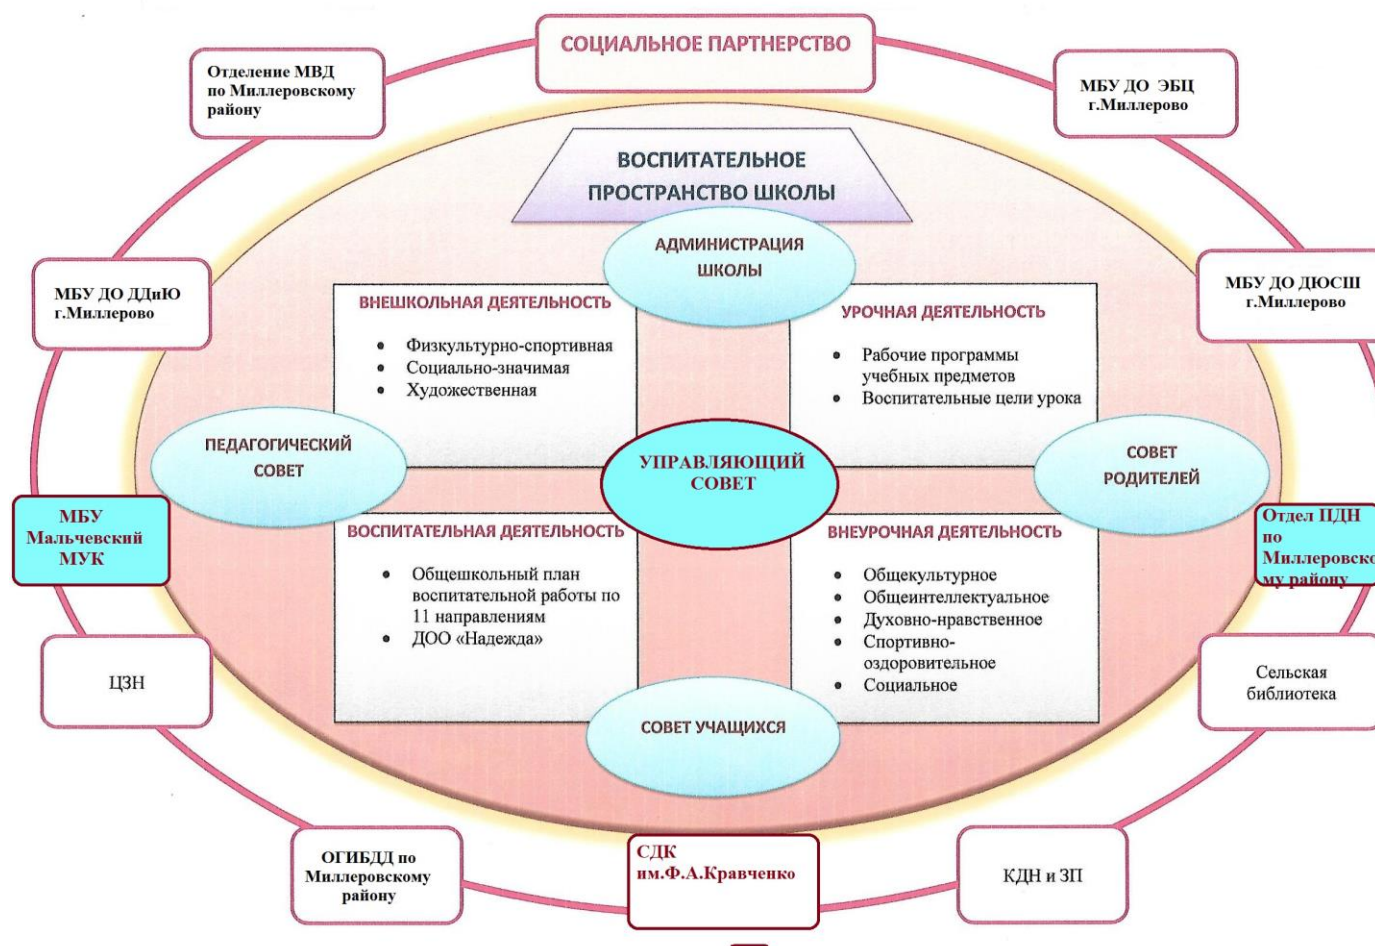 СОЦИАЛЬНОЕ ПАРТНЕРСТВО
Отделение МВД
по Миллеровскому
району
МБУ ДО ЭБЦ
г.Миллерово
ВОСПИТАТЕЛЬНОЕ
ПРОСТРАНСТВО ШКОЛЫ
АДМИНИСТРАЦИЯ
ШКОЛЫ
МБУ ДО ДДиЮ
г.Миллерово
МБУ ДО ДЮСШ
г.Миллерово
ВНЕШКОЛЬНАЯ ДЕЯТЕЛЬНОСТЬ
• Физкультурно-спортивная
• Социально-значимая
• Художественная
УРОЧНАЯ ДЕЯТЕЛЬНОСТЬ
• Рабочие программы
учебных предметов
• Воспитательные цели урока
ПЕДАГОГИЧЕСКИЙ
СОВЕТ
УПРАВЛЯЮЩИЙ
СОВЕТ
СОВЕТ
РОДИТЕЛЕЙ
МБУ
Мальчевский
МУК
Отдел ПДН
по
Миллеровско
му району
ВОСПИТАТЕЛЬНАЯ ДЕЯТЕЛЬНОСТЬ
• Общешкольный план
воспитательной работы по
11 направлениям
• ДОО «Надежда»
ВНЕУРОЧНАЯ ДЕЯТЕЛЬНОСТЬ
• Общекультурное
• Общеинтеллектуальное
• Духовно-нравственное
• Спортивно-
оздоровительное
• Социальное
ЦЗН
Сельская
библиотека
СОВЕТ УЧАЩИХСЯ
ОГИБДД по
Миллеровскому
району
СДК
им.Ф.А.Кравченко
КДН и ЗП